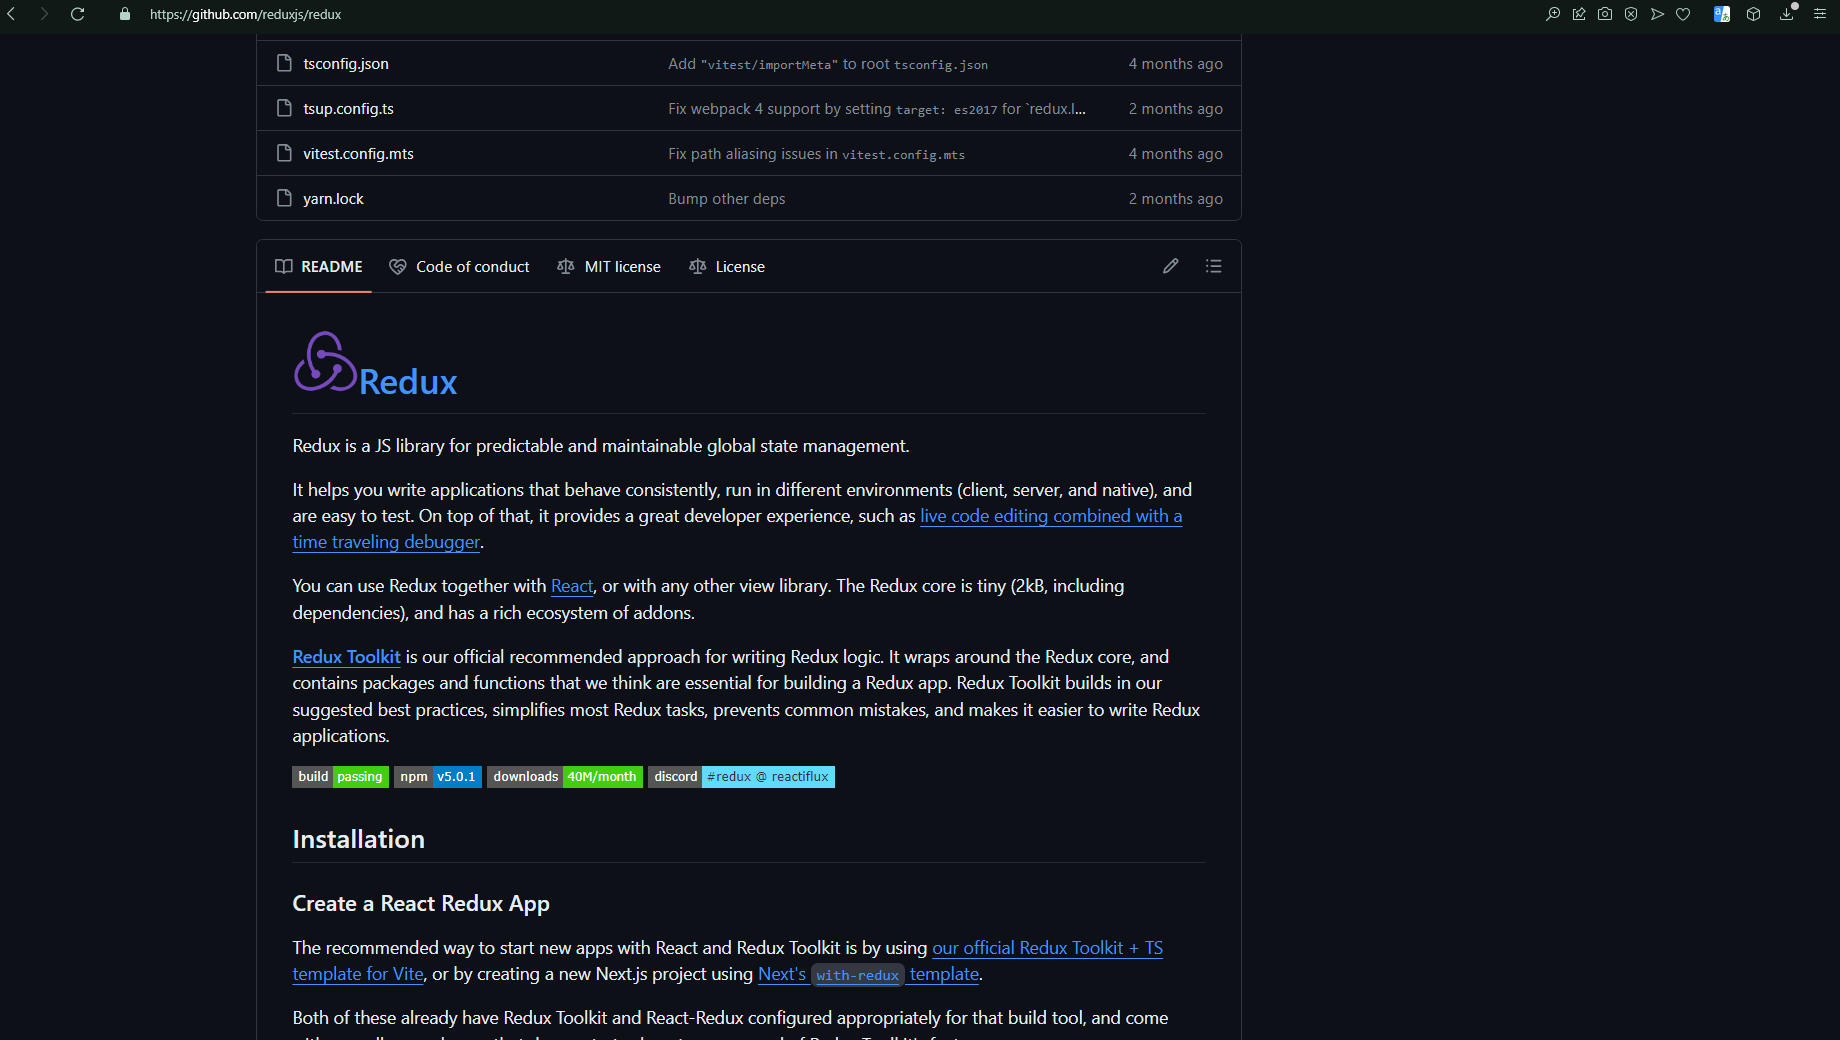 https://github.com/reduxjs/redux
tsconfig.json Add "vitest/importMeta" to root tsconfig.json 4 months ago
tsup.config.ts Fix webpack 4 support by setting target: es2017 for `redux.l... 2 months ago
vitest.config.mts Fix path aliasing issues in vitest.config.mts 4 months ago
yarn.lock Bump other deps 2 months ago
README Code of conduct MIT license License
Redux
Redux is a JS library for predictable and maintainable global state management.
It helps you write applications that behave consistently, run in different environments (client, server, and native), and
are easy to test. On top of that, it provides a great developer experience, such as live code editing combined with a
time traveling debugger.
You can use Redux together with React, or with any other view library. The Redux core is tiny (2kB, including
dependencies), and has a rich ecosystem of addons.
Redux Toolkit is our official recommended approach for writing Redux logic. It wraps around the Redux core, and
contains packages and functions that we think are essential for building a Redux app. Redux Toolkit builds in our
suggested best practices, simplifies most Redux tasks, prevents common mistakes, and makes it easier to write Redux
applications.
build passing npm v5.0.1 downloads 40M/month discord #redux @ reactiflux
Installation
Create a React Redux App
The recommended way to start new apps with React and Redux Toolkit is by using our official Redux Toolkit + TS
template for Vite, or by creating a new Next.js project using Next's with-redux template.
Both of these already have Redux Toolkit and React-Redux configured appropriately for that build tool, and come